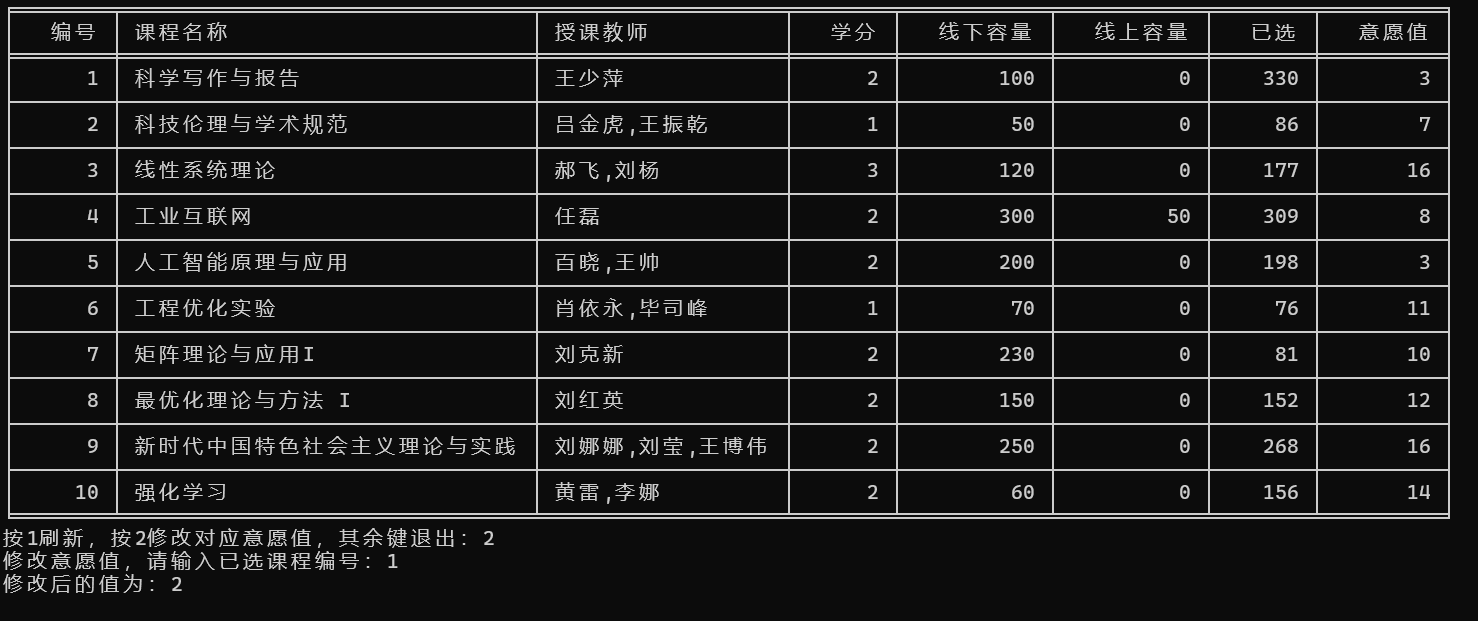 编号 课程名称 授课教师 学分 线下容量 线上容量 已选 意愿值
1 科学写作与报告 王少萍 2 100 0 330 3
2 科技伦理与学术规范 吕金虎,王振乾 1 50 0 86 7
3 线性系统理论 郝飞,刘杨 3 120 0 177 16
4 工业互联网 任磊 2 300 50 309 8
5 人工智能原理与应用 百晓,王帅 2 200 0 198 3
6 工程优化实验 肖依永,毕司峰 1 70 0 76 11
7 矩阵理论与应用I 刘克新 2 230 0 81 10
8 最优化理论与方法 I 刘红英 2 150 0 152 12
9 新时代中国特色社会主义理论与实践 刘娜娜,刘莹,王博伟 2 250 0 268 16
10 强化学习 黄雷,李娜 2 60 0 156 14
按1刷新，按2修改对应意愿值，其余键退出：2
修改意愿值，请输入已选课程编号：1
修改后的值为：2